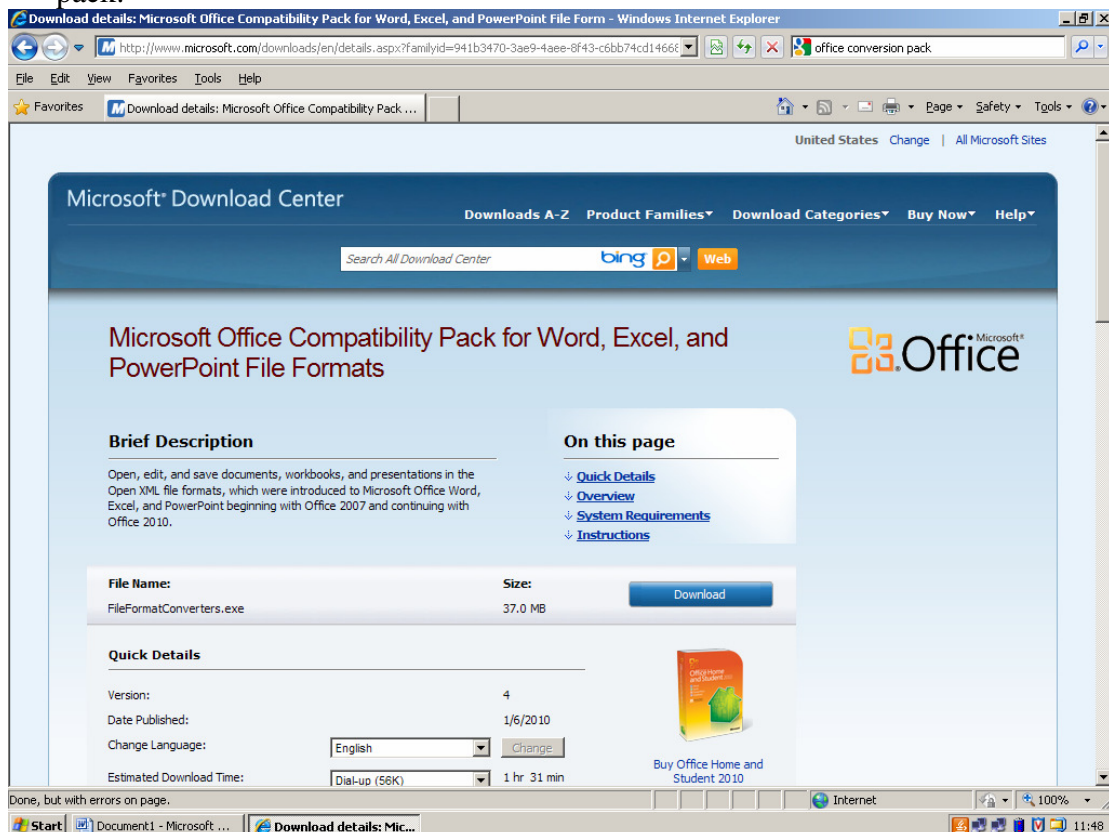 pack.
Download details: Microsoft Office Compatibility Pack for Word, Excel, and PowerPoint File Form - Windows Internet Explorer
http://www.microsoft.com/downloads/en/details.aspx?familyid=941b3470-3ae9-4aee-8f43-c6bb74cd1466&
office conversion pack
File Edit View Favorites Tools Help
Favorites Download details: Microsoft Office Compatibility Pack ... Page Safety Tools
United States Change | All Microsoft Sites
Microsoft Download Center
Downloads A-Z Product Families Download Categories Buy Now Help
Search All Download Center bing Web
Microsoft Office Compatibility Pack for Word, Excel, and
PowerPoint File Formats
Microsoft
Office
Brief Description
Open, edit, and save documents, workbooks, and presentations in the
Open XML file formats, which were introduced to Microsoft Office Word,
Excel, and PowerPoint beginning with Office 2007 and continuing with
Office 2010.
On this page
Quick Details
Overview
System Requirements
Instructions
File Name: Size:
FileFormatConverters.exe 37.0 MB
Download
Quick Details
Version: 4
Date Published: 1/6/2010
Change Language: English Change
Estimated Download Time: Dial-up (56K) 1 hr 31 min
Office Home
and Student
Buy Office Home and
Student 2010
Done, but with errors on page. Internet 100%
Start Document1 - Microsoft ... Download details: Mic... 11:48